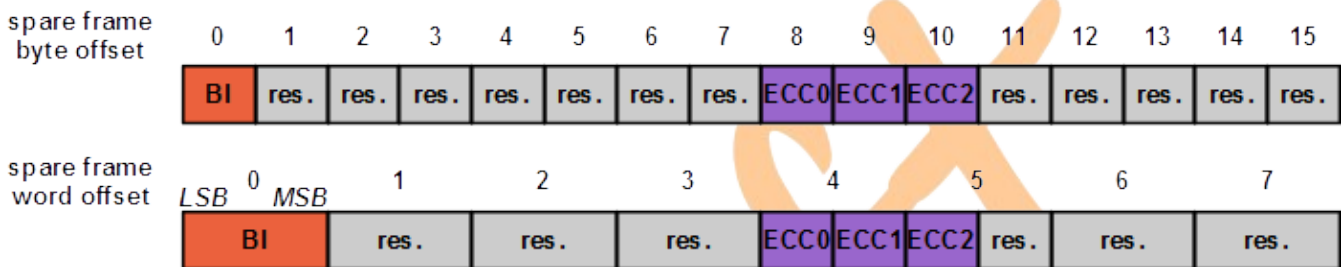 spare frame
byte offset
0 1 2 3 4 5 6 7 8 9 10 11 12 13 14 15
BI res. res. res. res. res. res. res. ECC0 ECC1 ECC2 res. res. res. res. res.
spare frame
word offset
0 1 2 3 4 5 6 7
LSB MSB
BI res. res. res. ECC0 ECC1 ECC2 res. res. res.